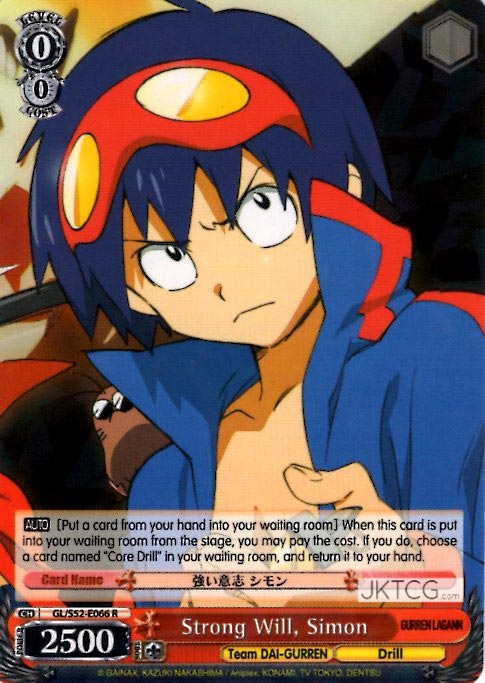 LEVEL
0
0
COST
AUTO [Put a card from your hand into your waiting room] When this card is put
into your waiting room from the stage, you may pay the cost. If you do, choose
a card named "Core Drill" in your waiting room, and return it to your hand.
Card Name 強い意志 シモン
JKTCG.com
CH GL/S52-E066 R
POWER 2500 SOUL
Strong Will, Simon
GURREN LAGANN
Team DAI-GURREN Drill
© GAINAX, KAZUKI NAKASHIMA / Aniplex, KONAMI, TV TOKYO, DENTSU